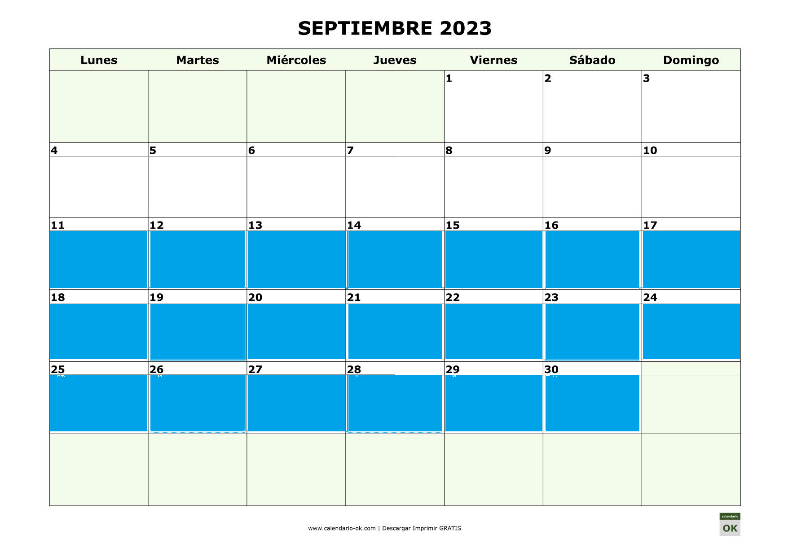 SEPTIEMBRE 2023
Lunes Martes Miércoles Jueves Viernes Sábado Domingo
1 2 3
4 5 6 7 8 9 10
11 12 13 14 15 16 17
18 19 20 21 22 23 24
25 26 27 28 29 30
calendario
OK
www.calendario-ok.com | Descargar Imprimir GRATIS